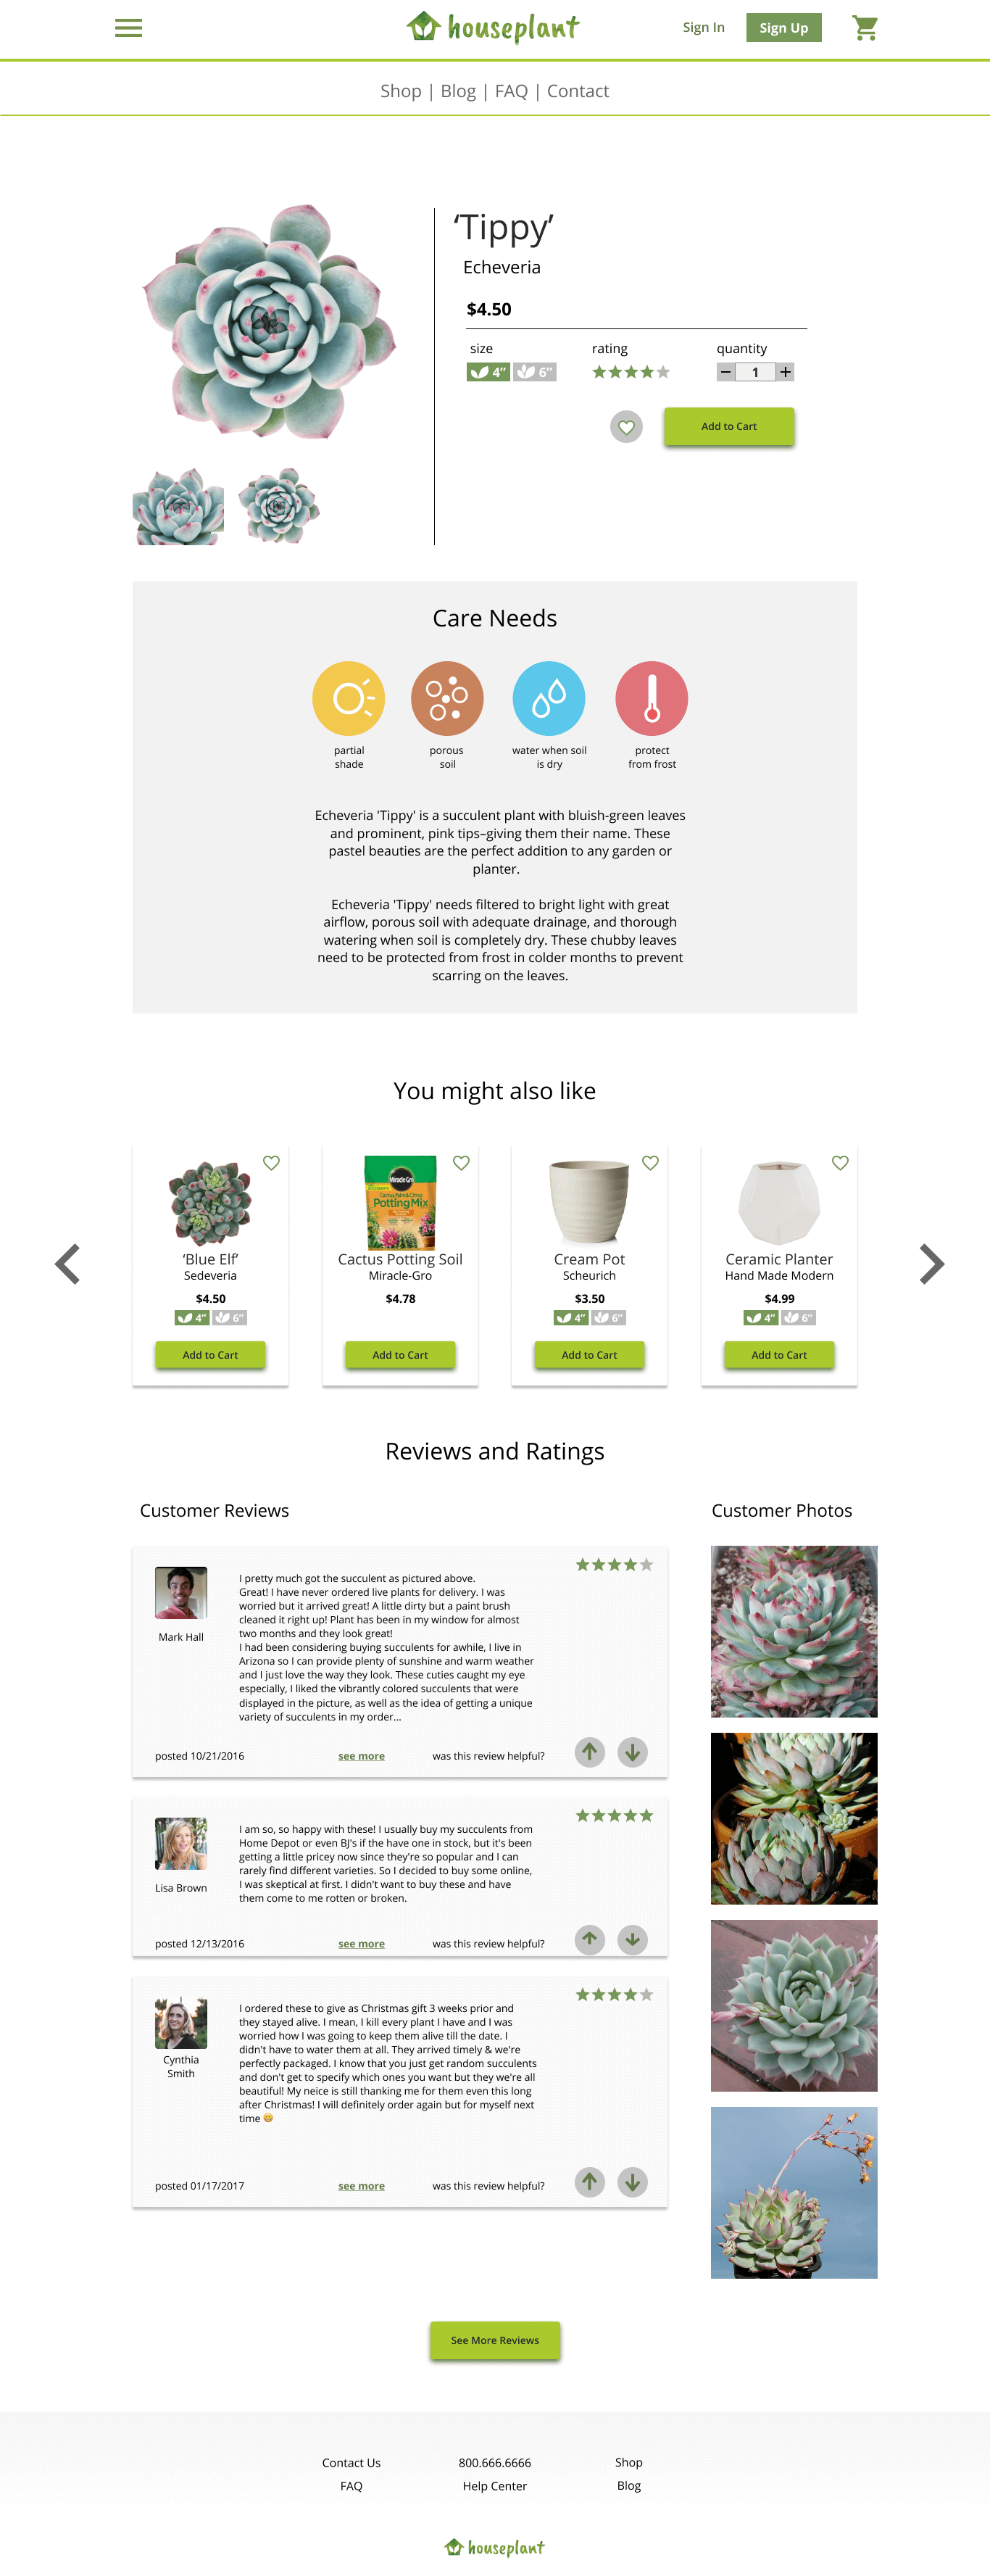 houseplant
Sign In
Sign Up
Shop | Blog | FAQ | Contact
‘Tippy’
Echeveria
$4.50
size
rating
quantity
4”
6”
1
Add to Cart
Care Needs
partial
shade
porous
soil
water when soil
is dry
protect
from frost
Echeveria 'Tippy' is a succulent plant with bluish-green leaves
and prominent, pink tips–giving them their name. These
pastel beauties are the perfect addition to any garden or
planter.
Echeveria 'Tippy' needs filtered to bright light with great
airflow, porous soil with adequate drainage, and thorough
watering when soil is completely dry. These chubby leaves
need to be protected from frost in colder months to prevent
scarring on the leaves.
You might also like
‘Blue Elf’
Sedeveria
$4.50
4”
6”
Add to Cart
Miracle Gro
Cactus, Palm & Citrus
Potting Mix
Cactus Potting Soil
Miracle-Gro
$4.78
Add to Cart
Cream Pot
Scheurich
$3.50
4”
6”
Add to Cart
Ceramic Planter
Hand Made Modern
$4.99
4”
6”
Add to Cart
Reviews and Ratings
Customer Reviews
Mark Hall
I pretty much got the succulent as pictured above.
Great! I have never ordered live plants for delivery. I was
worried but it arrived great! A little dirty but a paint brush
cleaned it right up! Plant has been in my window for almost
two months and they look great!
I had been considering buying succulents for awhile, I live in
Arizona so I can provide plenty of sunshine and warm weather
and I just love the way they look. These cuties caught my eye
especially, I liked the vibrantly colored succulents that were
displayed in the picture, as well as the idea of getting a unique
variety of succulents in my order...
posted 10/21/2016
see more
was this review helpful?
Lisa Brown
I am so, so happy with these! I usually buy my succulents from
Home Depot or even BJ's if the have one in stock, but it's been
getting a little pricey now since they're so popular and I can
rarely find different varieties. So I decided to buy some online,
I was skeptical at first. I didn't want to buy these and have
them come to me rotten or broken.
posted 12/13/2016
see more
was this review helpful?
Cynthia
Smith
I ordered these to give as Christmas gift 3 weeks prior and
they stayed alive. I mean, I kill every plant I have and I was
worried how I was going to keep them alive till the date. I
didn't have to water them at all. They arrived timely & we're
perfectly packaged. I know that you just get random succulents
and don't get to specify which ones you want but they we're all
beautiful! My neice is still thanking me for them even this long
after Christmas! I will definitely order again but for myself next
time 😊
posted 01/17/2017
see more
was this review helpful?
Customer Photos
See More Reviews
Contact Us
800.666.6666
Shop
FAQ
Help Center
Blog
houseplant